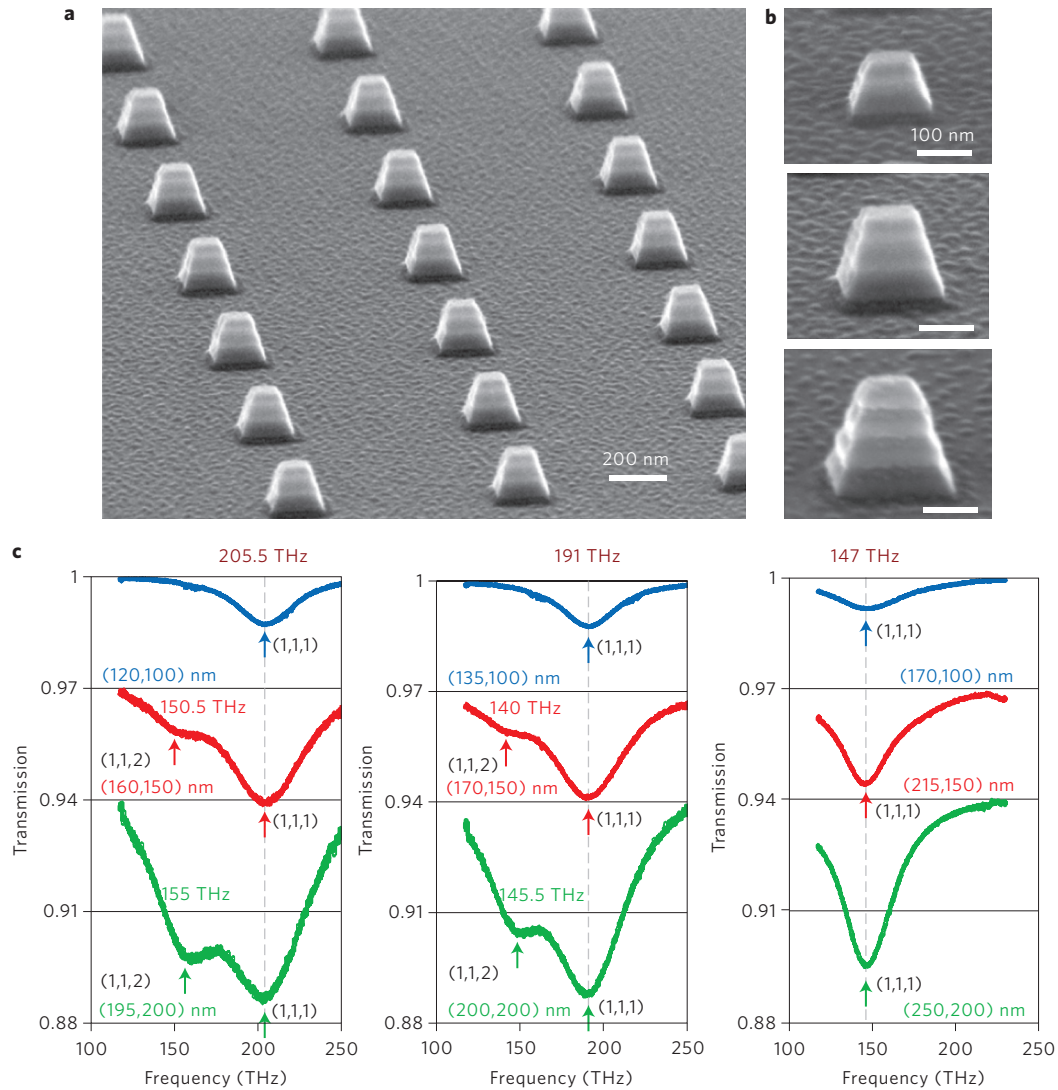 a
b
100 nm
200 nm
c
205.5 THz
191 THz
147 THz
Transmission
1
0.97
0.94
0.91
0.88
(1,1,1)
(120,100) nm
150.5 THz
(1,1,2)
(160,150) nm
(1,1,1)
155 THz
(1,1,2)
(195,200) nm
(1,1,1)
100
150
200
250
Frequency (THz)
Transmission
1
0.97
0.94
0.91
0.88
(1,1,1)
(135,100) nm
140 THz
(1,1,2)
(170,150) nm
(1,1,1)
145.5 THz
(1,1,2)
(200,200) nm
(1,1,1)
100
150
200
250
Frequency (THz)
Transmission
1
0.97
0.94
0.91
0.88
(1,1,1)
(170,100) nm
(215,150) nm
(1,1,1)
(1,1,1)
(250,200) nm
100
150
200
250
Frequency (THz)